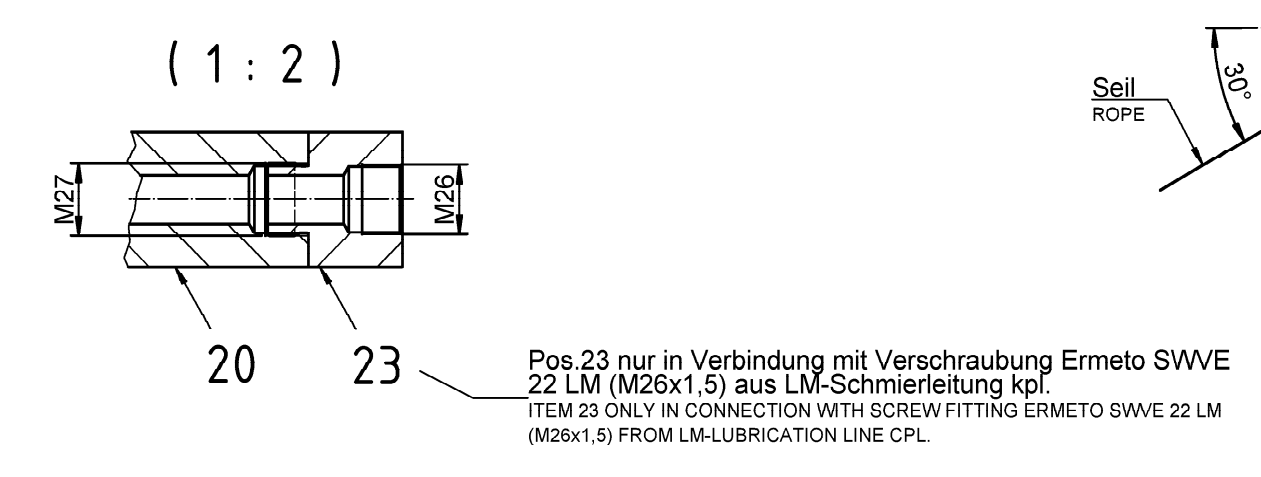 ( 1 : 2 )
30°
Seil
ROPE
M27
M26
20
23
Pos.23 nur in Verbindung mit Verschraubung Ermeto SWVE
22 LM (M26x1,5) aus LM-Schmierleitung kpl.
ITEM 23 ONLY IN CONNECTION WITH SCREW FITTING ERMETO SWVE 22 LM
(M26x1,5) FROM LM-LUBRICATION LINE CPL.